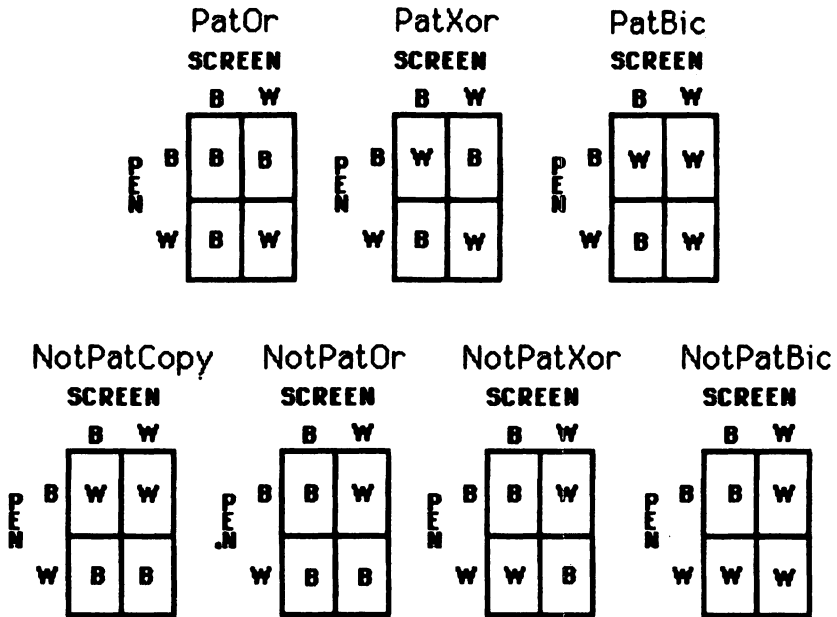 PatOr PatXor PatBic
SCREEN SCREEN SCREEN
B W B W B W
PEN B B B PEN B W B PEN B W W
W B W W B W W B W
NotPatCopy NotPatOr NotPatXor NotPatBic
SCREEN SCREEN SCREEN SCREEN
B W B W B W B W
PEN B W W PEN B B W PEN B B W PEN B B W
W B B W B B W W B W W W